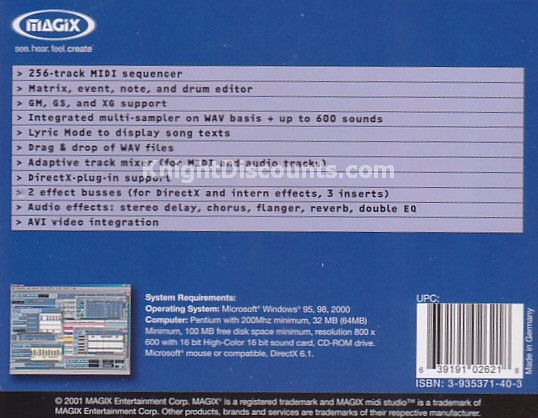 MAGIX
see. hear. feel. create
> 256-track MIDI sequencer
> Matrix, event, note, and drum editor
> GM, GS, and XG support
> Integrated multi-sampler on WAV basis + up to 600 sounds
> Lyric Mode to display song texts
> Drag & drop of WAV files
> Adaptive track mixer (for MIDI and audio tracks)
KnightDiscounts.com
> DirectX-plug-in support
> 2 effect busses (for DirectX and intern effects, 3 inserts)
> Audio effects: stereo delay, chorus, flanger, reverb, double EQ
> AVI video integration
System Requirements:
Operating System: Microsoft® Windows® 95, 98, 2000
Computer: Pentium with 200Mhz minimum, 32 MB (64MB)
Minimum, 100 MB free disk space minimum, resolution 800 x
600 with 16 bit High-Color 16 bit sound card, CD-ROM drive.
Microsoft® mouse or compatible, DirectX 6.1.
UPC:
6 39191 02621 8
ISBN: 3-935371-40-3
Made in Germany
© 2001 MAGIX Entertainment Corp. MAGIX® is a registered trademark and MAGIX midi studio™ is a trademark of
MAGIX Entertainment Corp. Other products, brands and services are trademarks of their respective owners.